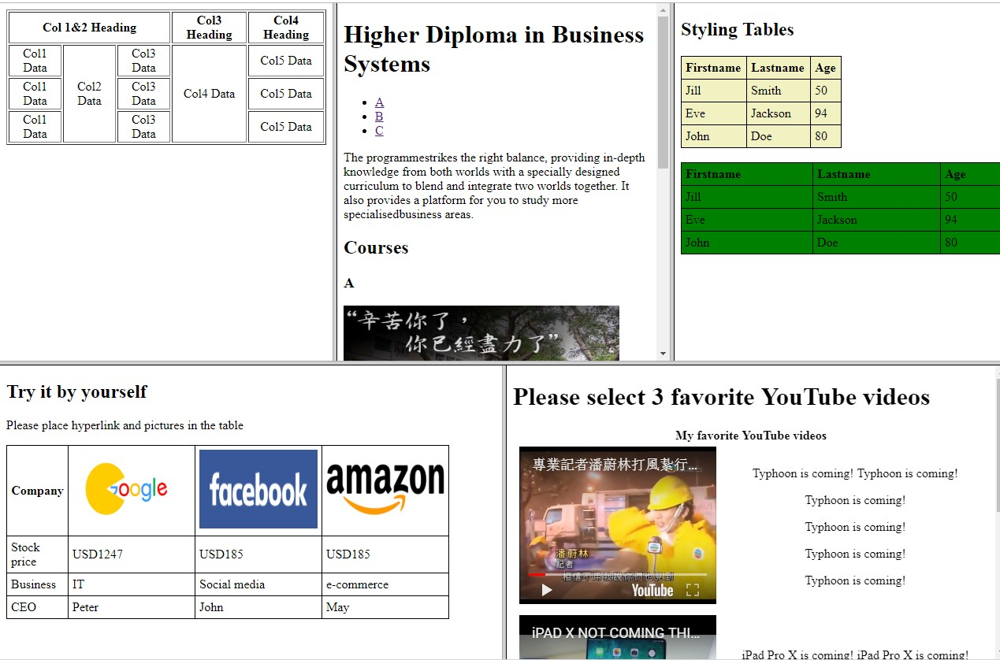 Col 1&2 Heading Col3 Heading Col4 Heading
Col1 Data Col2 Data Col3 Data Col4 Data Col5 Data
Col1 Data Col3 Data Col5 Data
Col1 Data Col3 Data Col5 Data
Higher Diploma in Business
Systems
A
B
C
The programmestrikes the right balance, providing in-depth
knowledge from both worlds with a specially designed
curriculum to blend and integrate two worlds together. It
also provides a platform for you to study more
specialisedbusiness areas.
Courses
A
“辛苦你了，
你已經盡力了”
Styling Tables
Firstname Lastname Age
Jill Smith 50
Eve Jackson 94
John Doe 80
Firstname Lastname Age
Jill Smith 50
Eve Jackson 94
John Doe 80
Try it by yourself
Please place hyperlink and pictures in the table
Company Google facebook amazon
Stock price USD1247 USD185 USD185
Business IT Social media e-commerce
CEO Peter John May
Please select 3 favorite YouTube videos
My favorite YouTube videos
專業記者潘蔚林打風紮行...
潘蔚林
記者
相信不用我說你們也見到
YouTube
Typhoon is coming! Typhoon is coming!
Typhoon is coming!
Typhoon is coming!
Typhoon is coming!
Typhoon is coming!
iPAD X NOT COMING THI...
iPad Pro X is coming! iPad Pro X is coming!